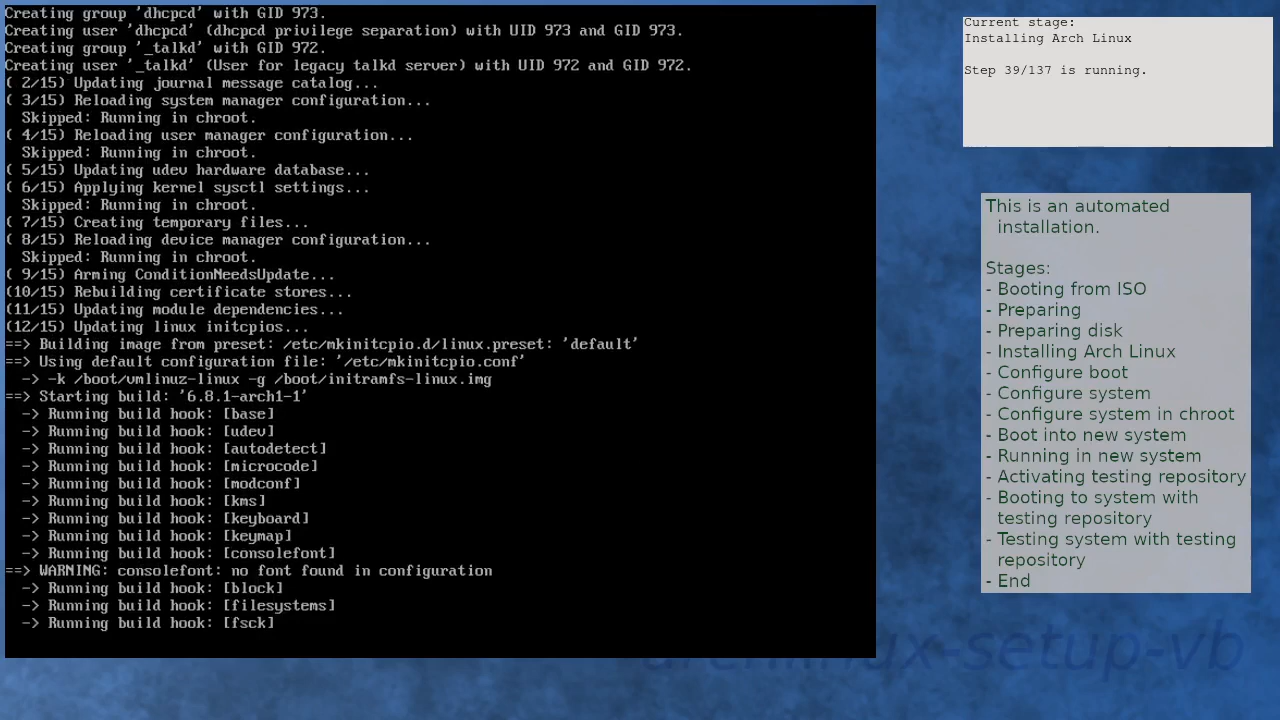 Creating group 'dhcpcd' with GID 973.
Creating user 'dhcpcd' (dhcpcd privilege separation) with UID 973 and GID 973.
Creating group '_talkd' with GID 972.
Creating user '_talkd' (User for legacy talkd server) with UID 972 and GID 972.
( 2/15) Updating journal message catalog...
( 3/15) Reloading system manager configuration...
  Skipped: Running in chroot.
( 4/15) Reloading user manager configuration...
  Skipped: Running in chroot.
( 5/15) Updating udev hardware database...
( 6/15) Applying kernel sysctl settings...
  Skipped: Running in chroot.
( 7/15) Creating temporary files...
( 8/15) Reloading device manager configuration...
  Skipped: Running in chroot.
( 9/15) Arming ConditionNeedsUpdate...
(10/15) Rebuilding certificate stores...
(11/15) Updating module dependencies...
(12/15) Updating linux initcpios...
==> Building image from preset: /etc/mkinitcpio.d/linux.preset: 'default'
==> Using default configuration file: '/etc/mkinitcpio.conf'
  -> -k /boot/vmlinuz-linux -g /boot/initramfs-linux.img
==> Starting build: '6.8.1-arch1-1'
  -> Running build hook: [base]
  -> Running build hook: [udev]
  -> Running build hook: [autodetect]
  -> Running build hook: [microcode]
  -> Running build hook: [modconf]
  -> Running build hook: [kms]
  -> Running build hook: [keyboard]
  -> Running build hook: [keymap]
  -> Running build hook: [consolefont]
==> WARNING: consolefont: no font found in configuration
  -> Running build hook: [block]
  -> Running build hook: [filesystems]
  -> Running build hook: [fsck]
Current stage:
Installing Arch Linux
Step 39/137 is running.
This is an automated
installation.
Stages:
- Booting from ISO
- Preparing
- Preparing disk
- Installing Arch Linux
- Configure boot
- Configure system
- Configure system in chroot
- Boot into new system
- Running in new system
- Activating testing repository
- Booting to system with
testing repository
- Testing system with testing
repository
- End